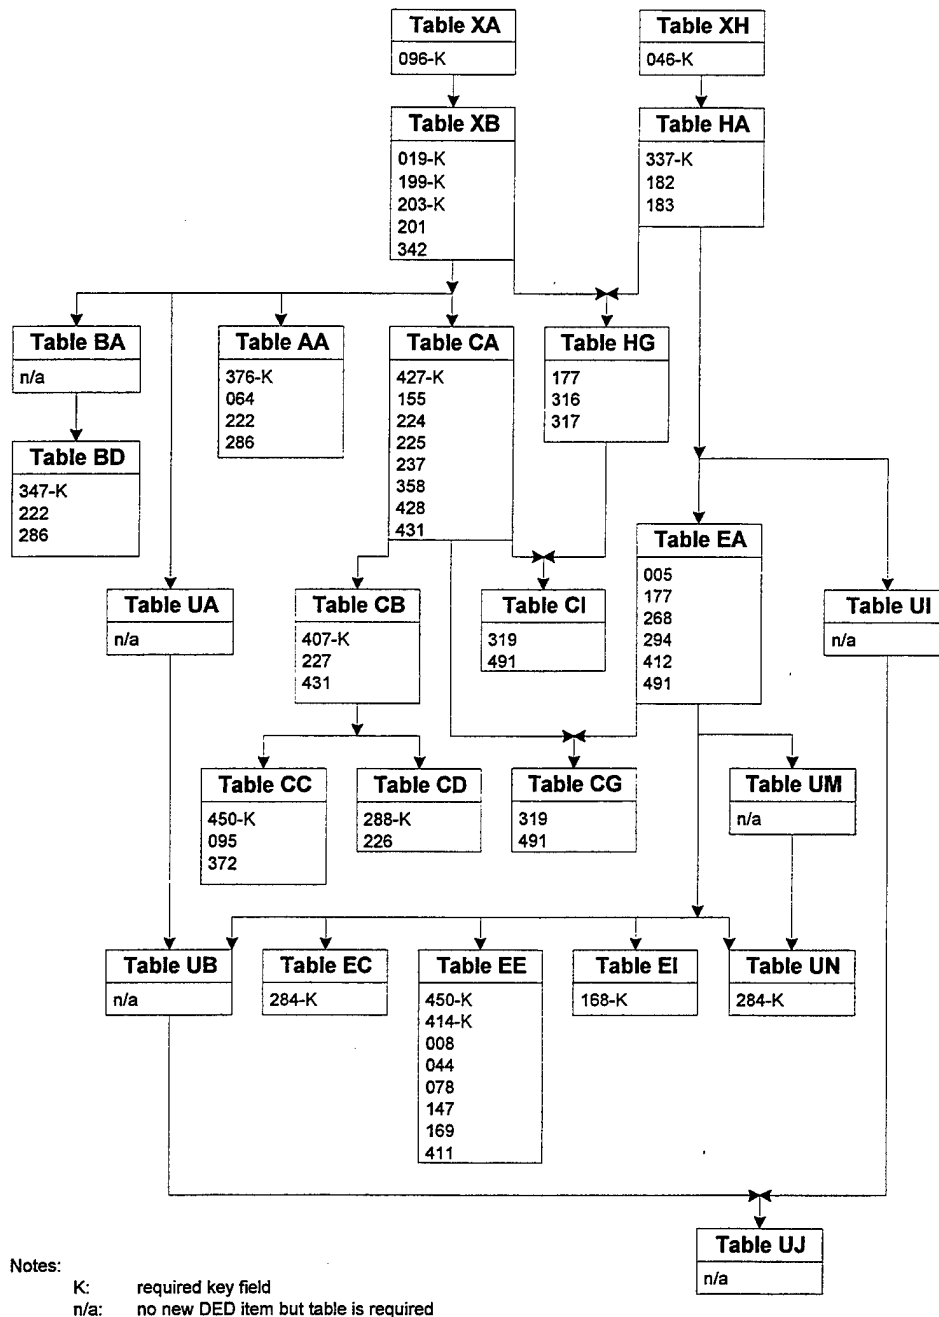 Table XA
096-K
Table XH
046-K
Table XB
019-K
199-K
203-K
201
342
Table HA
337-K
182
183
Table BA
n/a
Table AA
376-K
064
222
286
Table CA
427-K
155
224
225
237
358
428
431
Table HG
177
316
317
Table BD
347-K
222
286
Table EA
005
177
268
294
412
491
Table UA
n/a
Table CB
407-K
227
431
Table CI
319
491
Table UI
n/a
Table CC
450-K
095
372
Table CD
288-K
226
Table CG
319
491
Table UM
n/a
Table UB
n/a
Table EC
284-K
Table EE
450-K
414-K
008
044
078
147
169
411
Table EI
168-K
Table UN
284-K
Table UJ
n/a
Notes:
K: required key field
n/a: no new DED item but table is required